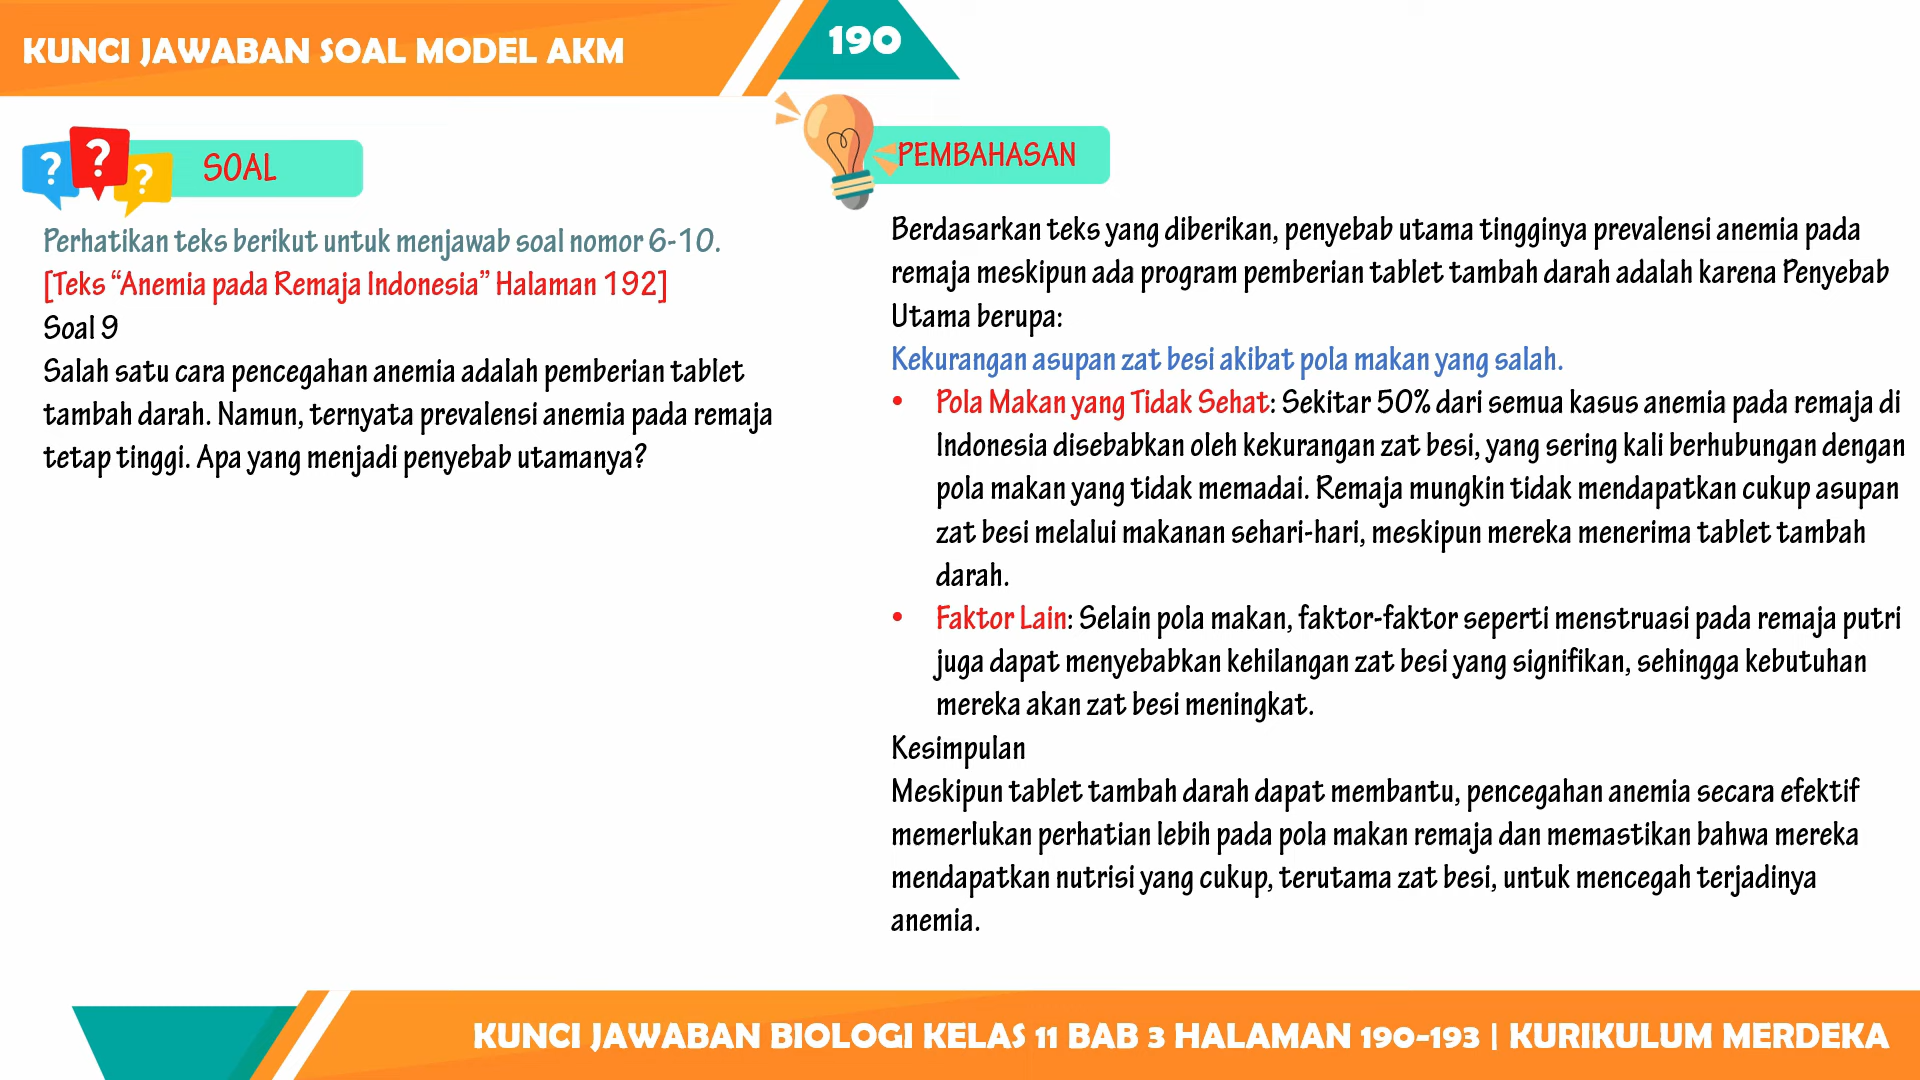 KUNCI JAWABAN SOAL MODEL AKM
190
? ? ?
SOAL
Perhatikan teks berikut untuk menjawab soal nomor 6-10.
[Teks “Anemia pada Remaja Indonesia” Halaman 192]
Soal 9
Salah satu cara pencegahan anemia adalah pemberian tablet
tambah darah. Namun, ternyata prevalensi anemia pada remaja
tetap tinggi. Apa yang menjadi penyebab utamanya?
PEMBAHASAN
Berdasarkan teks yang diberikan, penyebab utama tingginya prevalensi anemia pada
remaja meskipun ada program pemberian tablet tambah darah adalah karena Penyebab
Utama berupa:
Kekurangan asupan zat besi akibat pola makan yang salah.
• Pola Makan yang Tidak Sehat: Sekitar 50% dari semua kasus anemia pada remaja di
Indonesia disebabkan oleh kekurangan zat besi, yang sering kali berhubungan dengan
pola makan yang tidak memadai. Remaja mungkin tidak mendapatkan cukup asupan
zat besi melalui makanan sehari-hari, meskipun mereka menerima tablet tambah
darah.
• Faktor Lain: Selain pola makan, faktor-faktor seperti menstruasi pada remaja putri
juga dapat menyebabkan kehilangan zat besi yang signifikan, sehingga kebutuhan
mereka akan zat besi meningkat.
Kesimpulan
Meskipun tablet tambah darah dapat membantu, pencegahan anemia secara efektif
memerlukan perhatian lebih pada pola makan remaja dan memastikan bahwa mereka
mendapatkan nutrisi yang cukup, terutama zat besi, untuk mencegah terjadinya
anemia.
KUNCI JAWABAN BIOLOGI KELAS 11 BAB 3 HALAMAN 190-193 | KURIKULUM MERDEKA